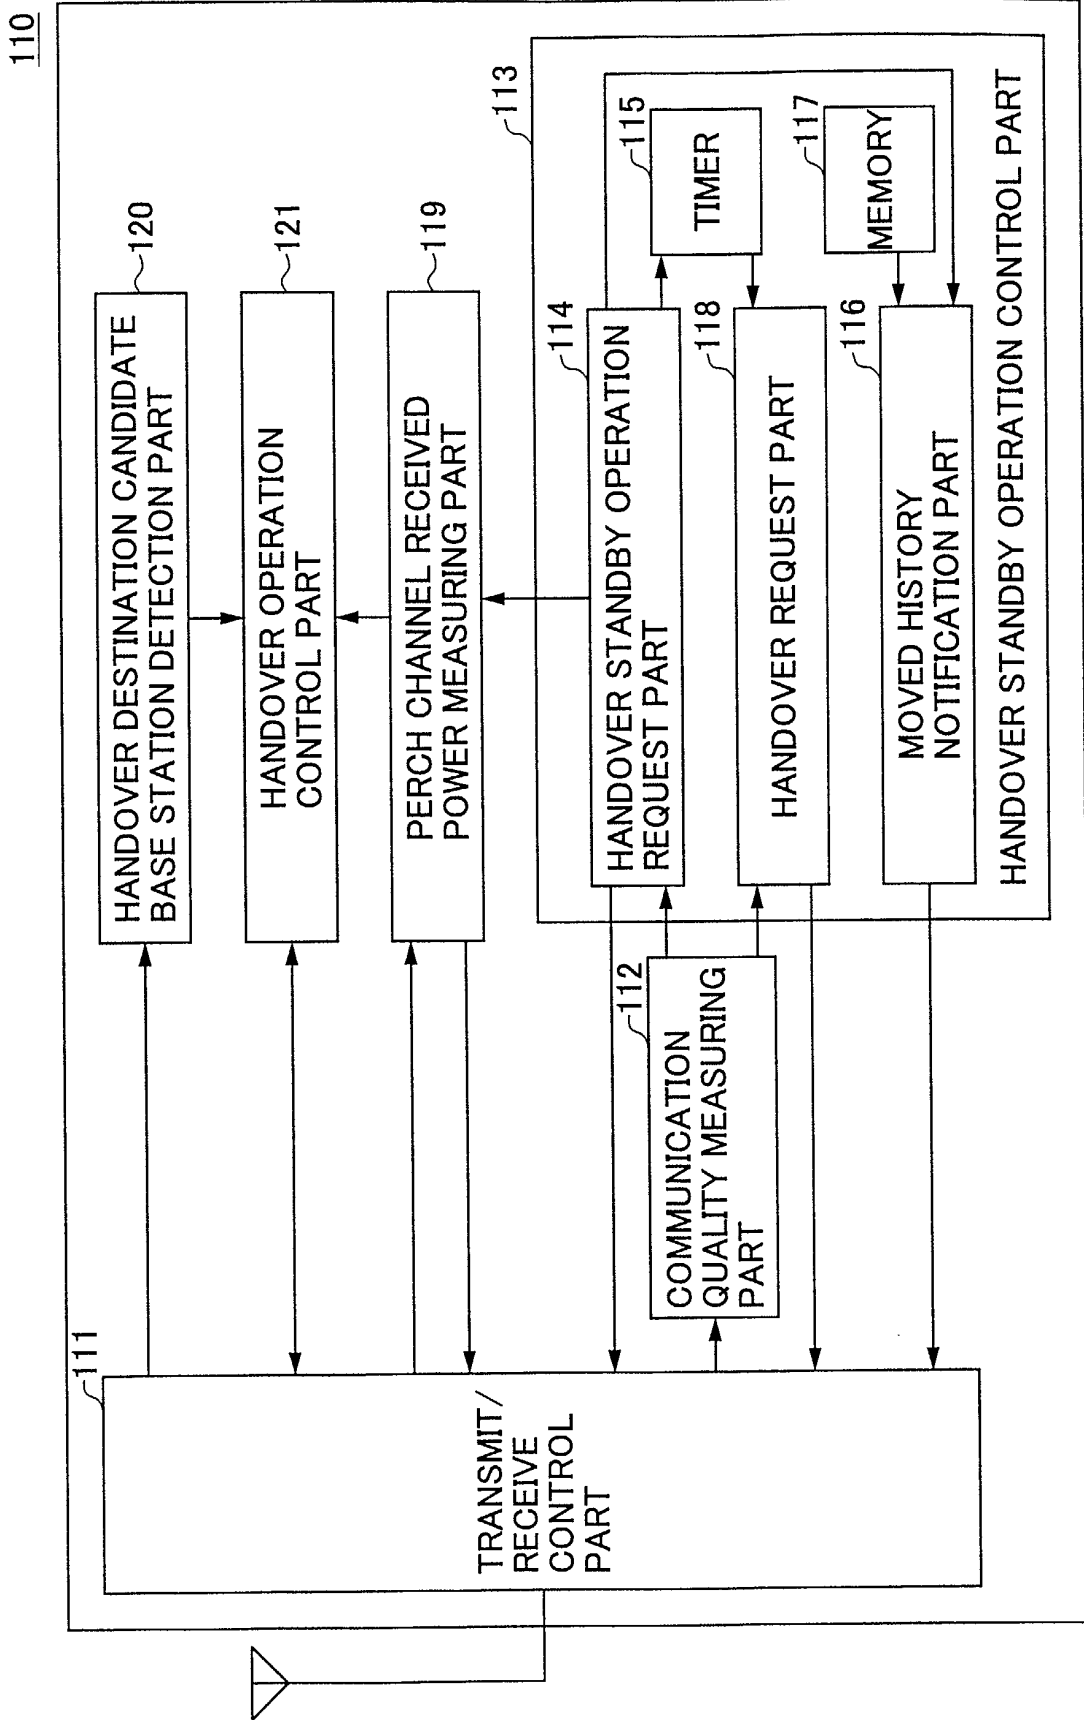 110
111
TRANSMIT/
RECEIVE
CONTROL
PART
HANDOVER DESTINATION CANDIDATE
BASE STATION DETECTION PART
120
HANDOVER OPERATION
CONTROL PART
121
PERCH CHANNEL RECEIVED
POWER MEASURING PART
119
113
112
COMMUNICATION
QUALITY MEASURING
PART
114
HANDOVER STANDBY OPERATION
REQUEST PART
115
TIMER
118
HANDOVER REQUEST PART
117
MEMORY
116
MOVED HISTORY
NOTIFICATION PART
HANDOVER STANDBY OPERATION CONTROL PART